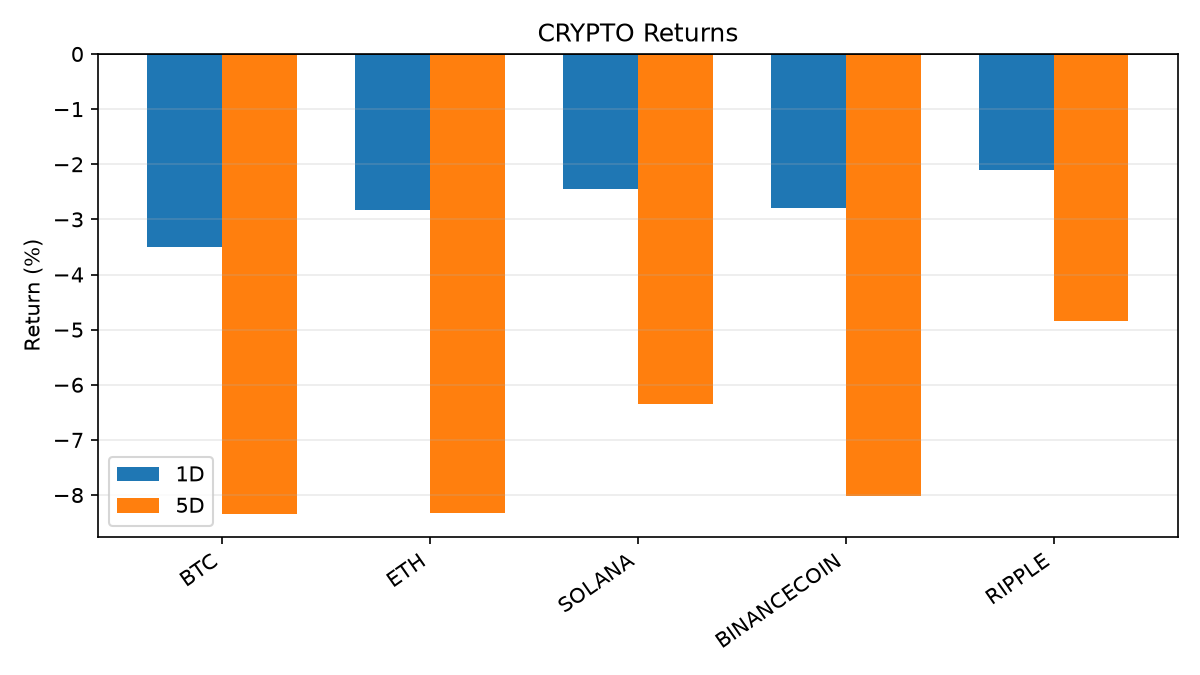 CRYPTO Returns
Return (%)
0
−1
−2
−3
−4
−5
−6
−7
−8
1D
5D
BTC
ETH
SOLANA
BINANCECOIN
RIPPLE